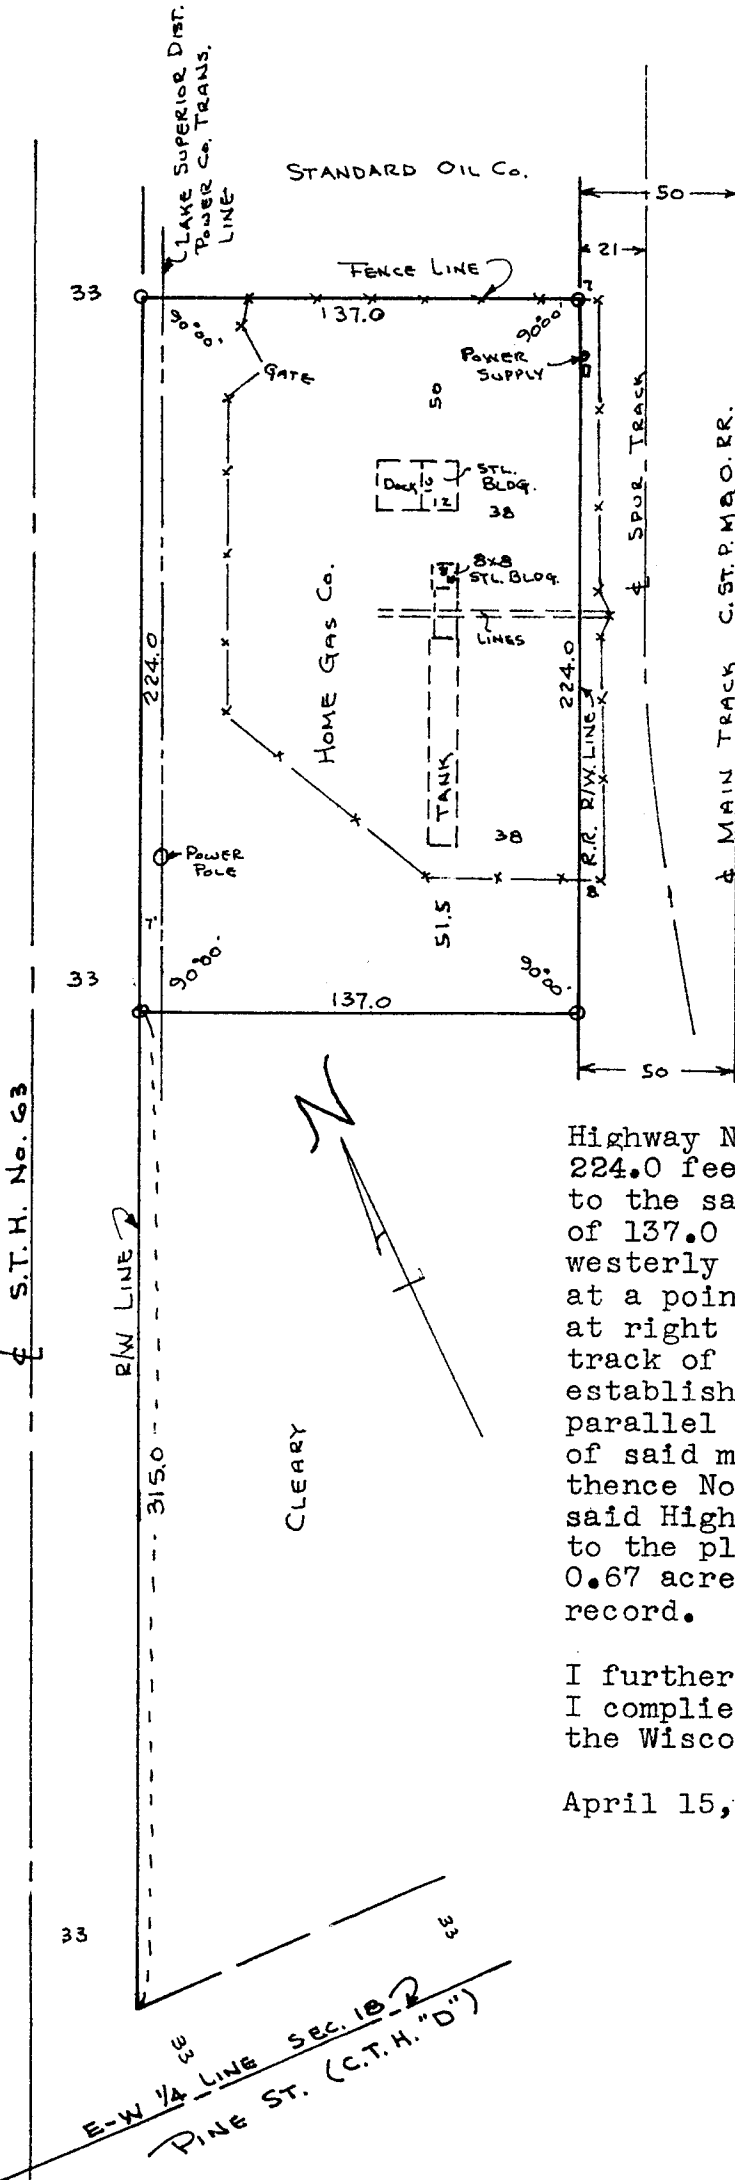 LAKE SUPERIOR DIST.
POWER CO. TRANS.
LINE
STANDARD OIL Co.
50
21
FENCE LINE
33
137.0
90°00'
90°00'
7
GATE
POWER
SUPPLY
50
Dock
10
12
STL.
BLDG.
38
8x8
STL. BLDG.
LINES
HOME GAS Co.
224.0
224.0
R.R. R/W. LINE
TANK
38
8
℄ SPUR TRACK
℄ MAIN TRACK C. ST. P. M & O. RR.
POWER
POLE
7'
51.5
33
90°00'
90°00'
137.0
50
℄ S.T.H. No. 63
N
R/W LINE
315.0
CLEARY
Highway N
224.0 fee
to the sa
of 137.0
westerly
at a poin
at right
track of
establish
parallel
of said m
thence No
said High
to the pl
0.67 acre
record.
I further
I complie
the Wisco
April 15,
33
33
33
E-W 1/4 LINE SEC. 18
PINE ST. (C.T.H. "D")